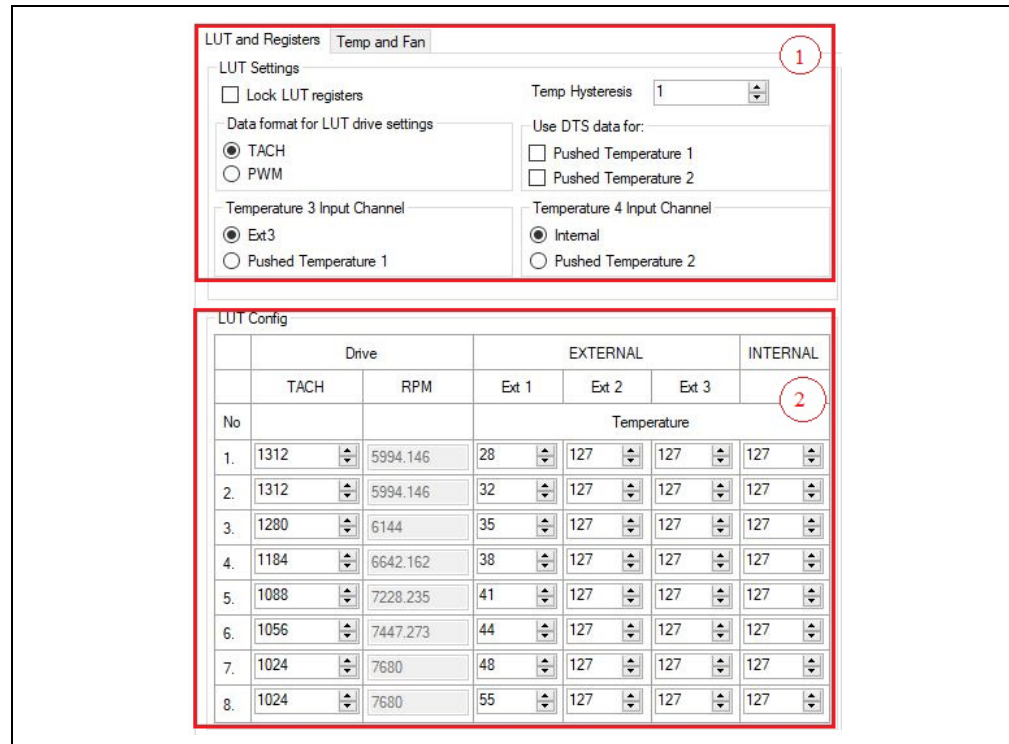 LUT and Registers Temp and Fan
1
LUT Settings
Lock LUT registers Temp Hysteresis 1
Data format for LUT drive settings Use DTS data for:
TACH Pushed Temperature 1
PWM Pushed Temperature 2
Temperature 3 Input Channel Temperature 4 Input Channel
Ext3 Internal
Pushed Temperature 1 Pushed Temperature 2
LUT Config
Drive EXTERNAL INTERNAL
TACH RPM Ext 1 Ext 2 Ext 3
2
No Temperature
1. 1312 5994.146 28 127 127 127
2. 1312 5994.146 32 127 127 127
3. 1280 6144 35 127 127 127
4. 1184 6642.162 38 127 127 127
5. 1088 7228.235 41 127 127 127
6. 1056 7447.273 44 127 127 127
7. 1024 7680 48 127 127 127
8. 1024 7680 55 127 127 127